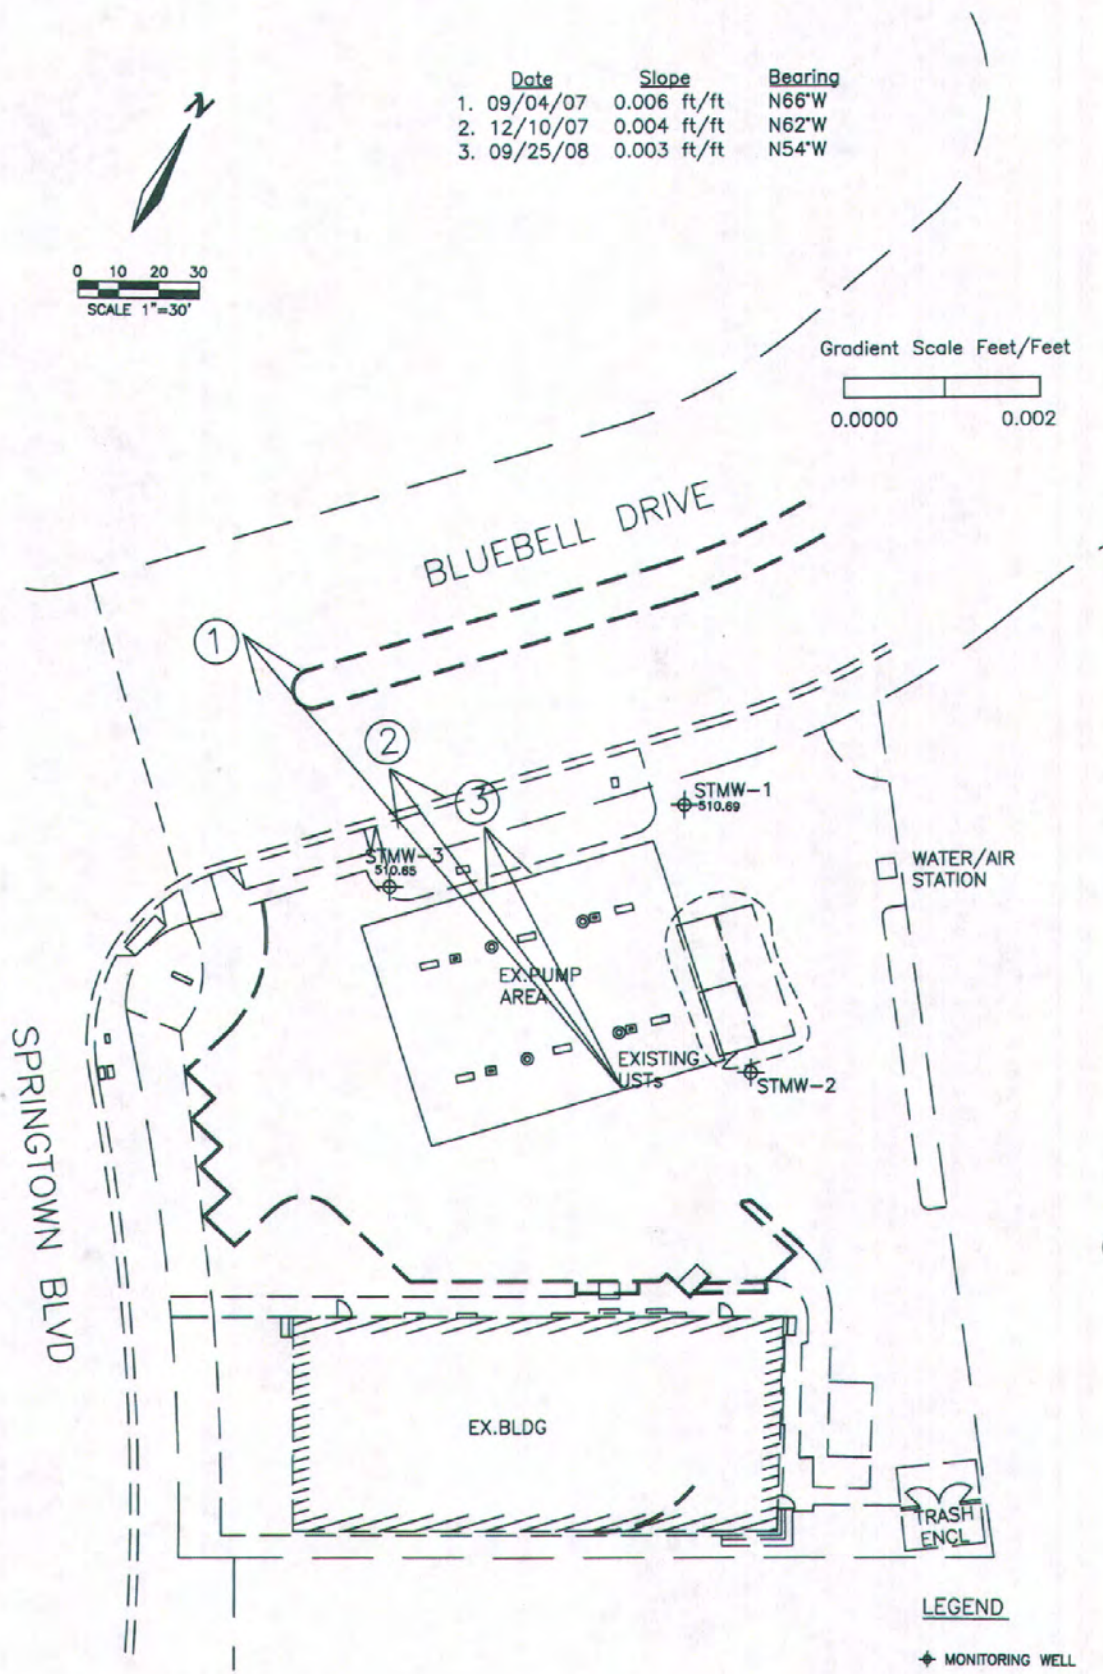 Date Slope Bearing
1. 09/04/07 0.006 ft/ft N66°W
2. 12/10/07 0.004 ft/ft N62°W
3. 09/25/08 0.003 ft/ft N54°W
N
0 10 20 30
SCALE 1"=30'
Gradient Scale Feet/Feet
0.0000 0.002
BLUEBELL DRIVE
1
2
3
STMW-1
510.69
STMW-3
510.65
WATER/AIR
STATION
EX.PUMP
AREA
EXISTING
USTs
STMW-2
SPRINGTOWN BLVD
EX.BLDG
TRASH
ENCL
LEGEND
MONITORING WELL